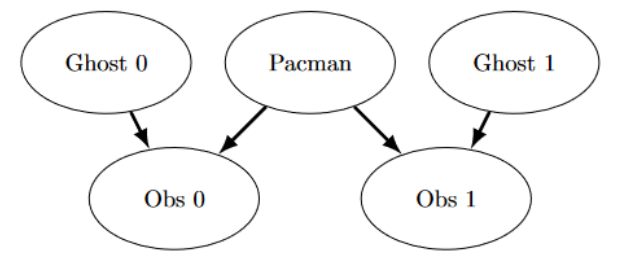 Ghost 0
Pacman
Ghost 1
Obs 0
Obs 1